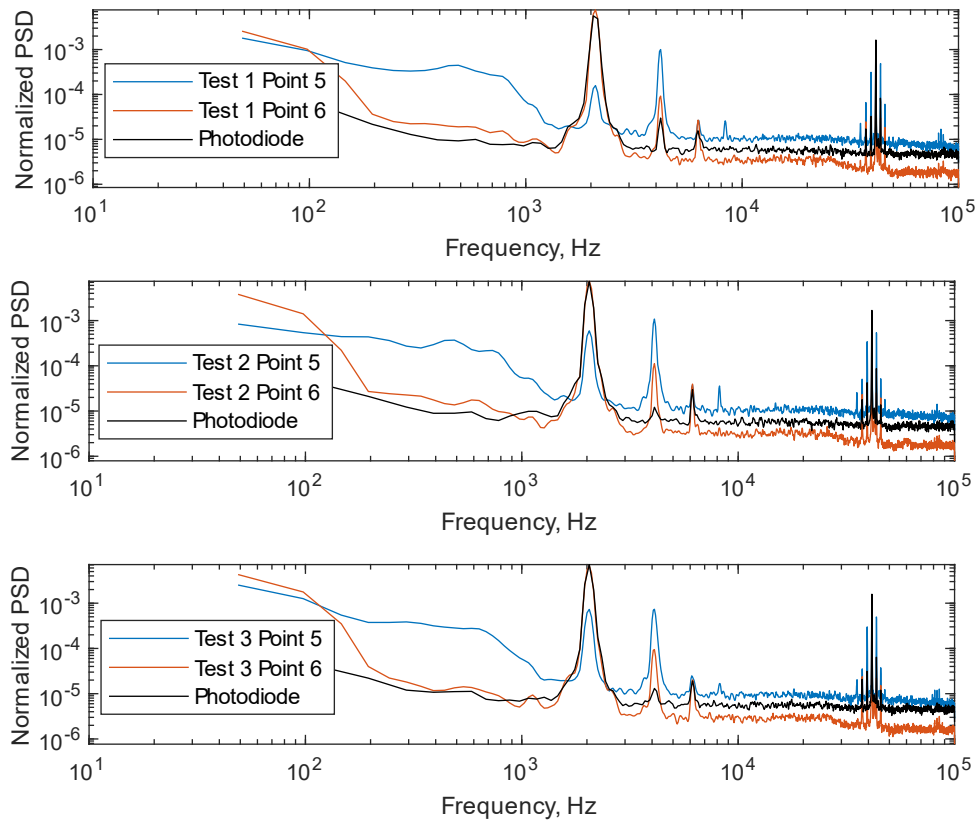 Normalized PSD
10⁻³
10⁻⁴
10⁻⁵
10⁻⁶
Test 1 Point 5
Test 1 Point 6
Photodiode
10¹ 10² 10³ 10⁴ 10⁵
Frequency, Hz
Normalized PSD
10⁻³
10⁻⁴
10⁻⁵
10⁻⁶
Test 2 Point 5
Test 2 Point 6
Photodiode
10¹ 10² 10³ 10⁴ 10⁵
Frequency, Hz
Normalized PSD
10⁻³
10⁻⁴
10⁻⁵
10⁻⁶
Test 3 Point 5
Test 3 Point 6
Photodiode
10¹ 10² 10³ 10⁴ 10⁵
Frequency, Hz